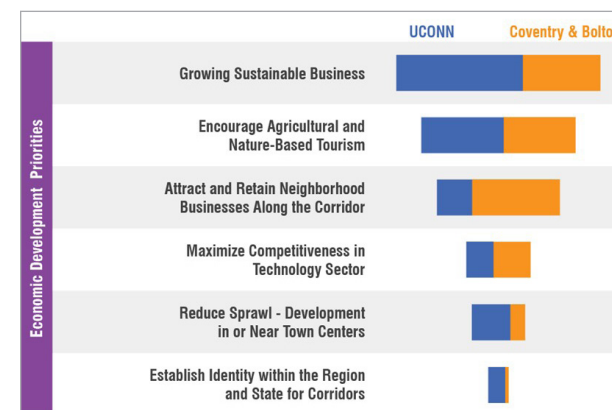 UCONN Coventry & Bolto
Economic Development Priorities
Growing Sustainable Business
Encourage Agricultural and
Nature-Based Tourism
Attract and Retain Neighborhood
Businesses Along the Corridor
Maximize Competitiveness in
Technology Sector
Reduce Sprawl - Development
in or Near Town Centers
Establish Identity within the Region
and State for Corridors